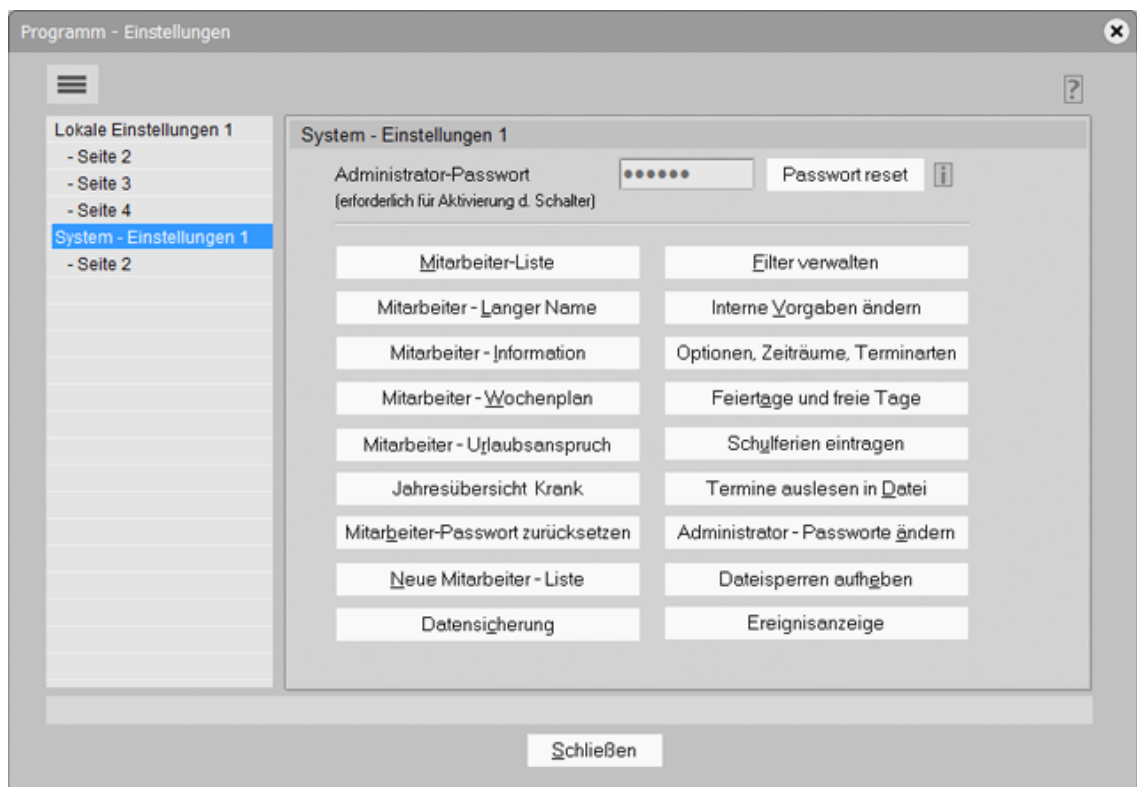 Programm - Einstellungen
?
Lokale Einstellungen 1
- Seite 2
- Seite 3
- Seite 4
System - Einstellungen 1
- Seite 2
System - Einstellungen 1
Administrator-Passwort
●●●●●●
Passwort reset
i
(erforderlich für Aktivierung d. Schalter)
Mitarbeiter-Liste
Filter verwalten
Mitarbeiter - Langer Name
Interne Vorgaben ändern
Mitarbeiter - Information
Optionen, Zeiträume, Terminarten
Mitarbeiter - Wochenplan
Feiertage und freie Tage
Mitarbeiter - Urlaubsanspruch
Schulferien eintragen
Jahresübersicht Krank
Termine auslesen in Datei
Mitarbeiter-Passwort zurücksetzen
Administrator - Passworte ändern
Neue Mitarbeiter - Liste
Dateisperren aufheben
Datensicherung
Ereignisanzeige
Schließen